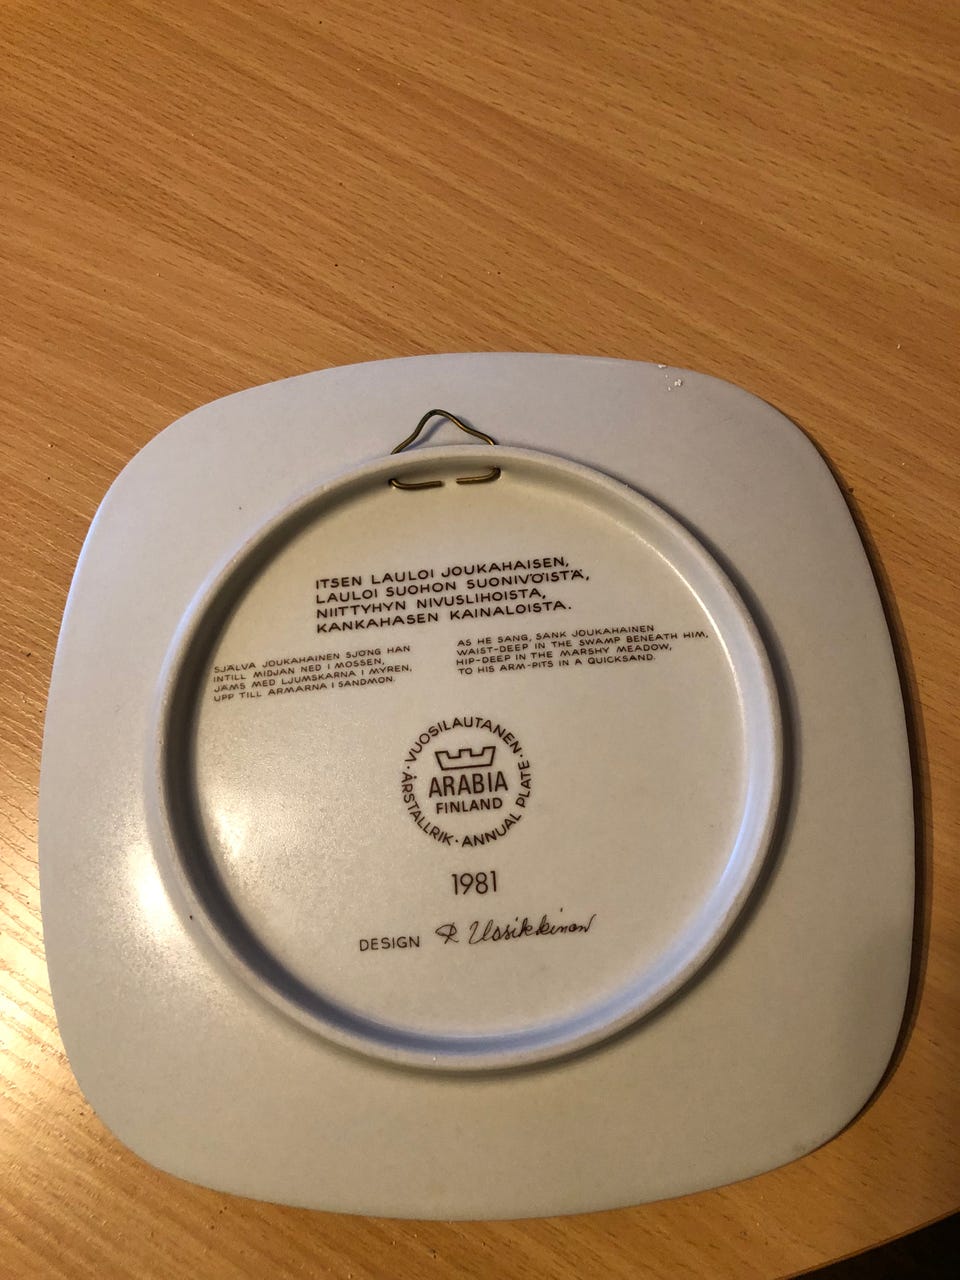 ITSEN LAULOI JOUKAHAISEN,
LAULOI SUOHON SUONIVÖISTÄ,
NIITTYHYN NIVUSLIHOISTA,
KANKAHASEN KAINALOISTA.
SJÄLVA JOUKAHAINEN SJÖNG HAN
INTILL MIDJAN NED I MOSSEN,
JÄMS MED LJUMSKARNA I MYREN,
UPP TILL ARMARNA I SANDMON.
AS HE SANG, SANK JOUKAHAINEN
WAIST-DEEP IN THE SWAMP BENEATH HIM,
HIP-DEEP IN THE MARSHY MEADOW,
TO HIS ARM-PITS IN A QUICKSAND.
· VUOSILAUTANEN · ANNUAL PLATE · ÅRSTALLRIK
ARABIA
FINLAND
1981
DESIGN R Uosikkinen